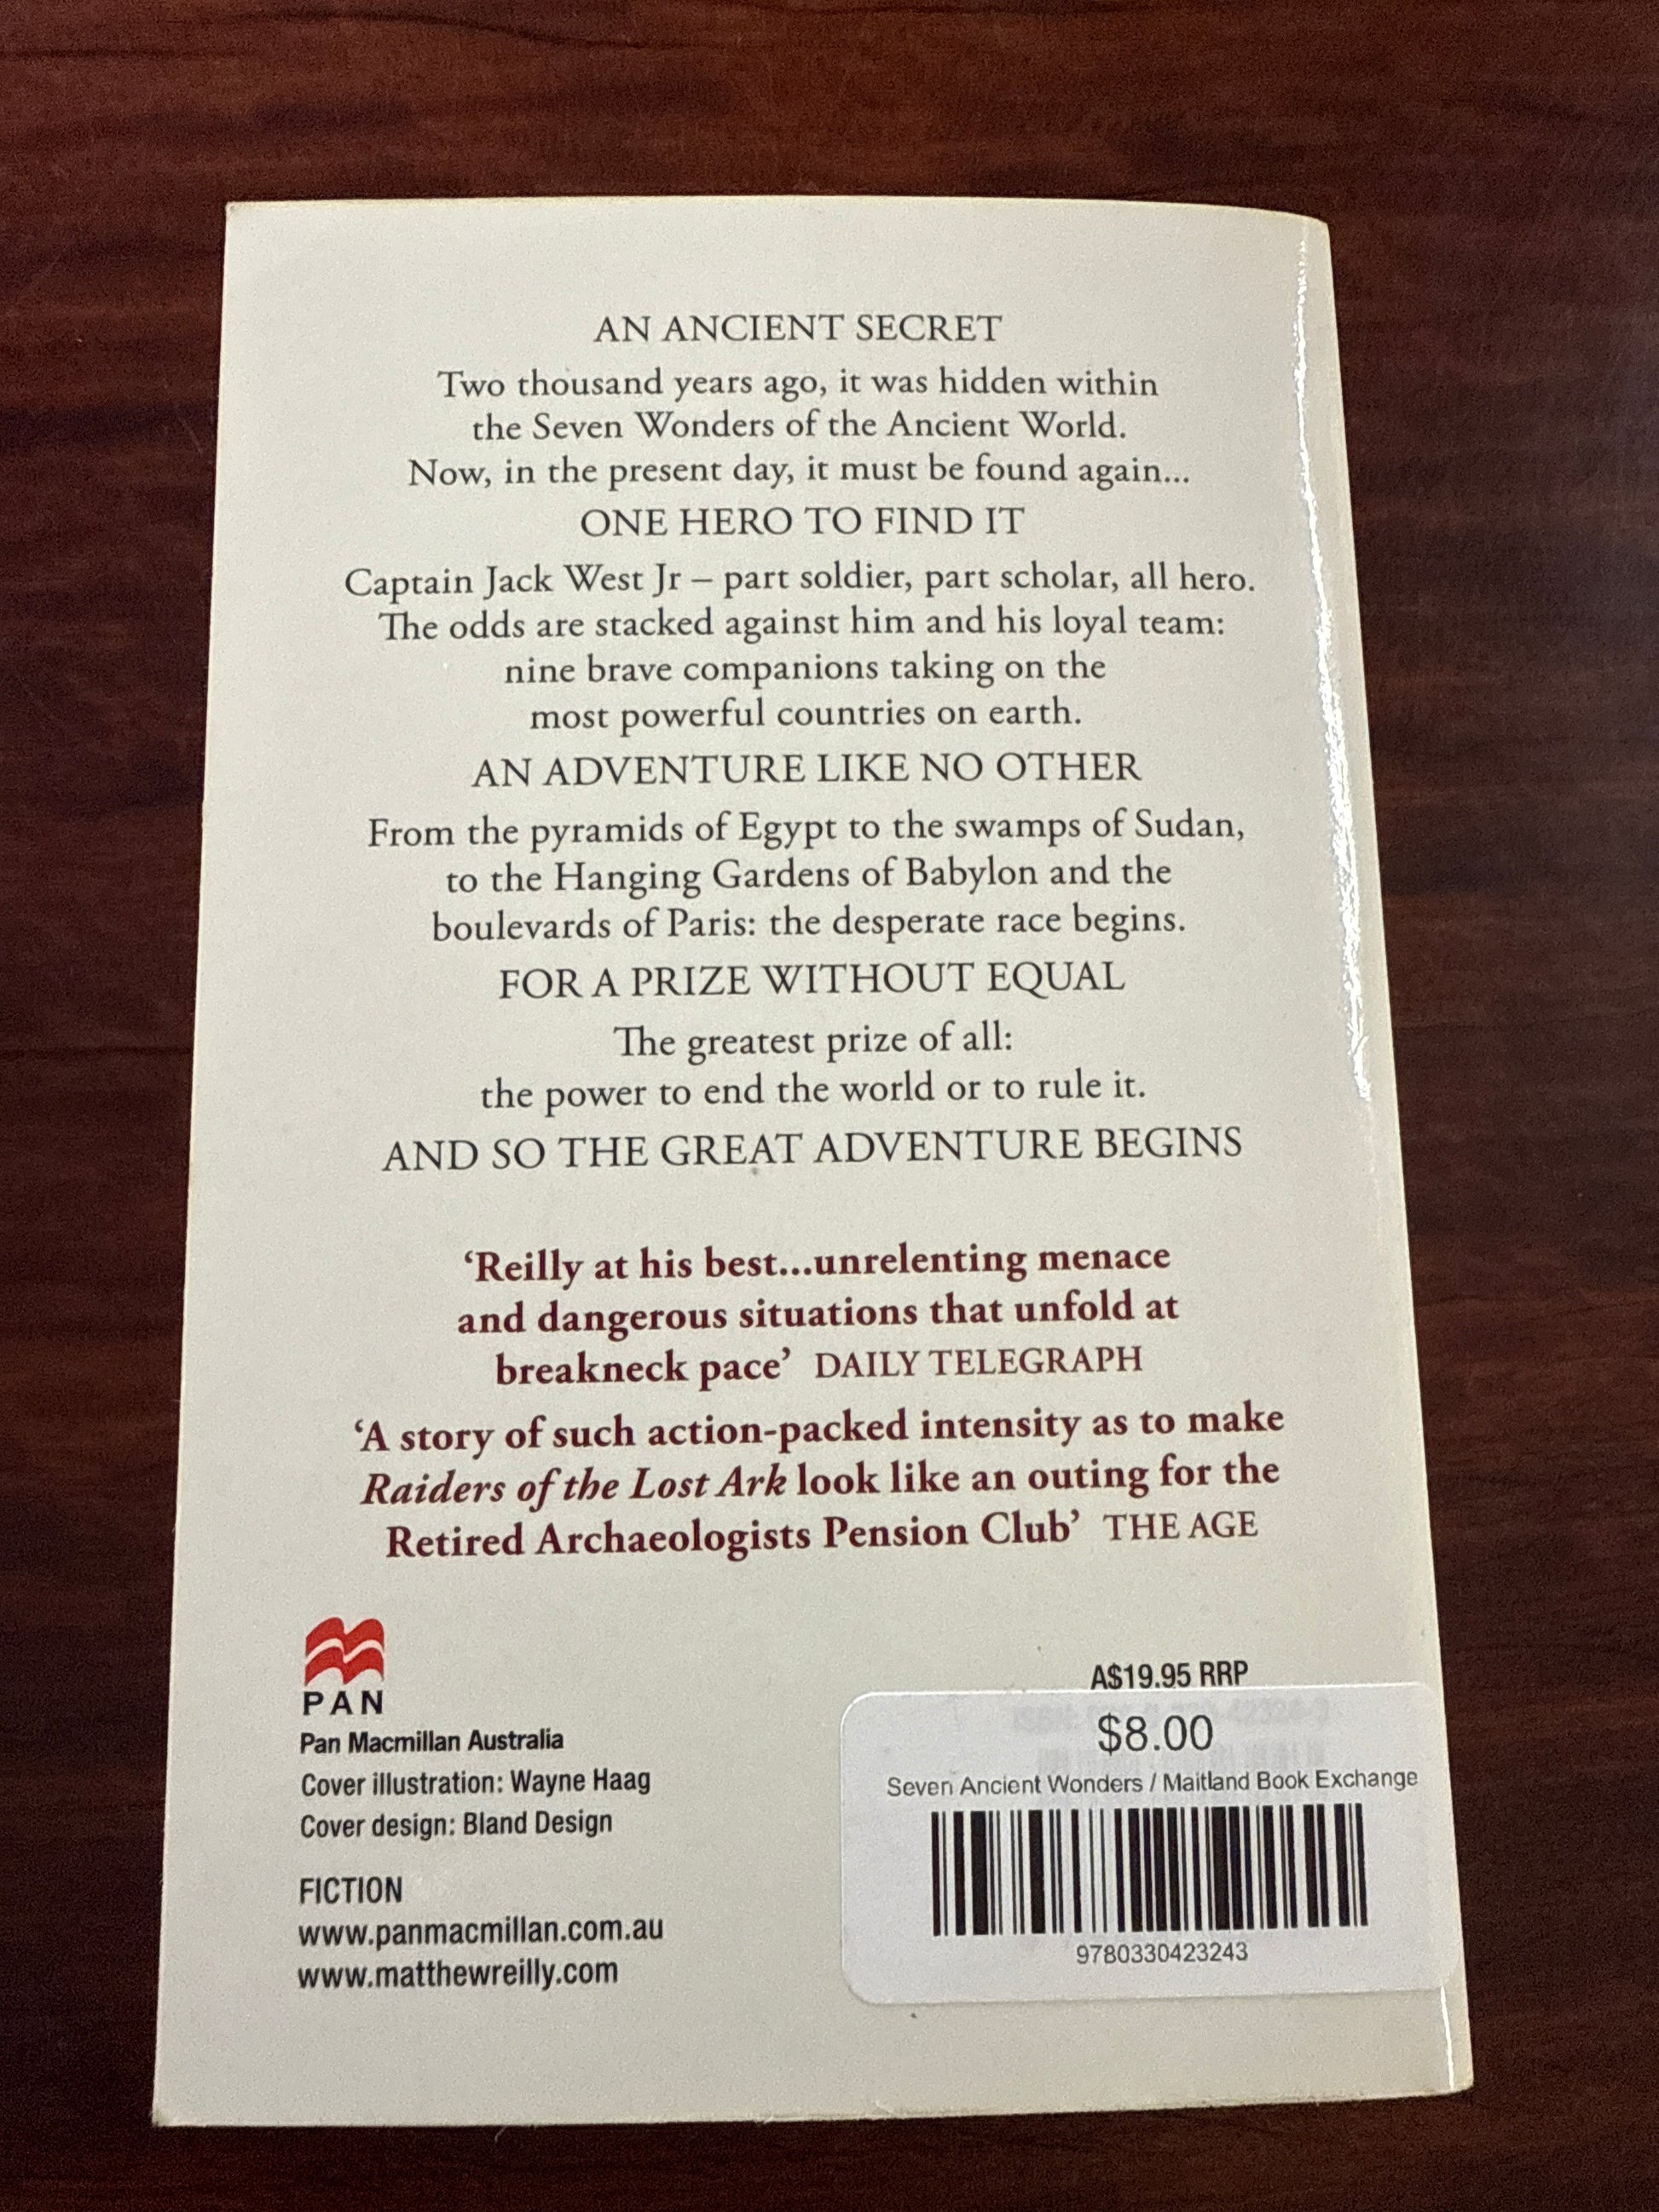 AN ANCIENT SECRET
Two thousand years ago, it was hidden within
the Seven Wonders of the Ancient World.
Now, in the present day, it must be found again...
ONE HERO TO FIND IT
Captain Jack West Jr – part soldier, part scholar, all hero.
The odds are stacked against him and his loyal team:
nine brave companions taking on the
most powerful countries on earth.
AN ADVENTURE LIKE NO OTHER
From the pyramids of Egypt to the swamps of Sudan,
to the Hanging Gardens of Babylon and the
boulevards of Paris: the desperate race begins.
FOR A PRIZE WITHOUT EQUAL
The greatest prize of all:
the power to end the world or to rule it.
AND SO THE GREAT ADVENTURE BEGINS
‘Reilly at his best...unrelenting menace
and dangerous situations that unfold at
breakneck pace’ DAILY TELEGRAPH
‘A story of such action-packed intensity as to make
Raiders of the Lost Ark look like an outing for the
Retired Archaeologists Pension Club’ THE AGE
PAN
Pan Macmillan Australia
Cover illustration: Wayne Haag
Cover design: Bland Design
FICTION
www.panmacmillan.com.au
www.matthewreilly.com
A$19.95 RRP
$8.00
Seven Ancient Wonders / Maitland Book Exchange
9780330423243